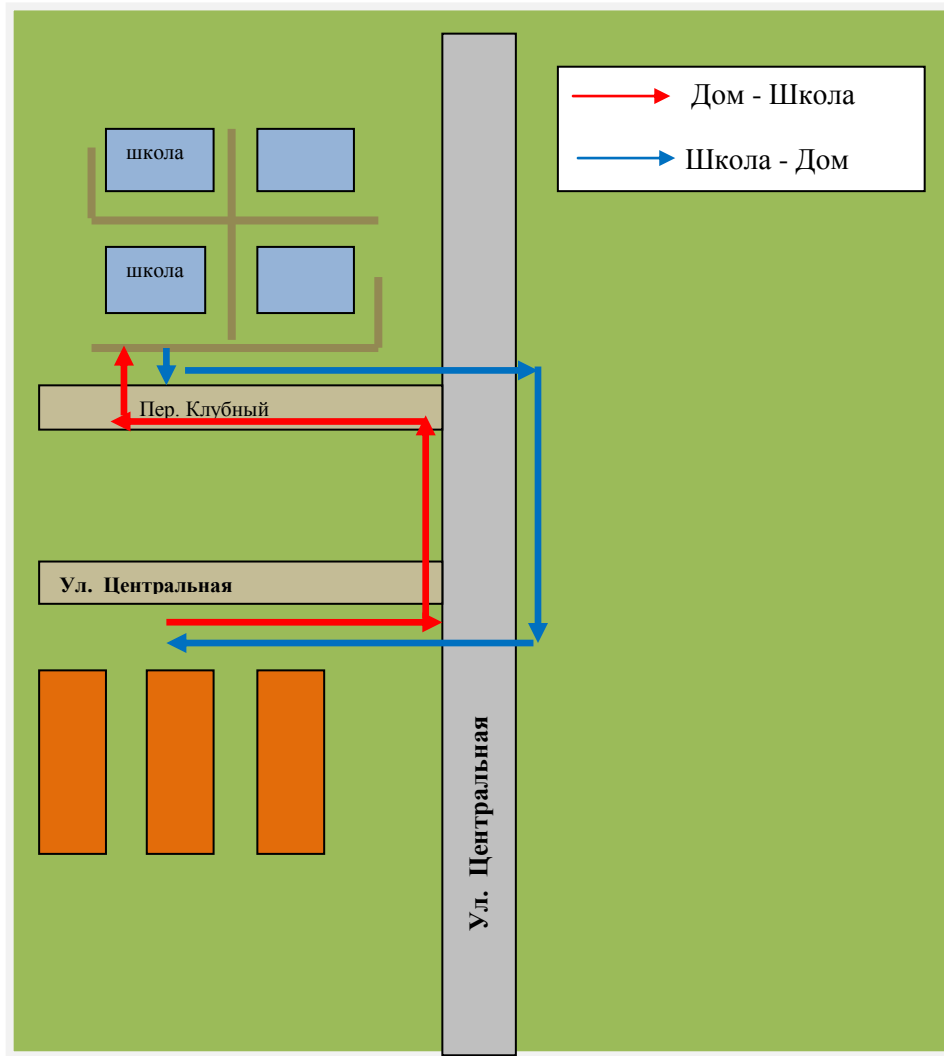 Дом - Школа
Школа - Дом
школа
школа
Пер. Клубный
Ул. Центральная
Ул. Центральная